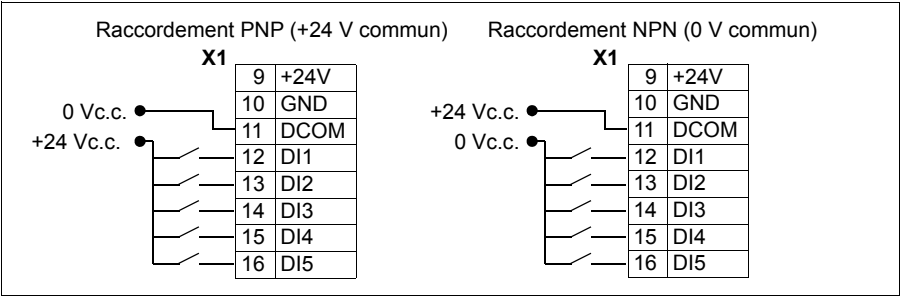 Raccordement PNP (+24 V commun)
X1
9 +24V
10 GND
11 DCOM
12 DI1
13 DI2
14 DI3
15 DI4
16 DI5
0 Vc.c.
+24 Vc.c.
Raccordement NPN (0 V commun)
X1
9 +24V
10 GND
11 DCOM
12 DI1
13 DI2
14 DI3
15 DI4
16 DI5
+24 Vc.c.
0 Vc.c.